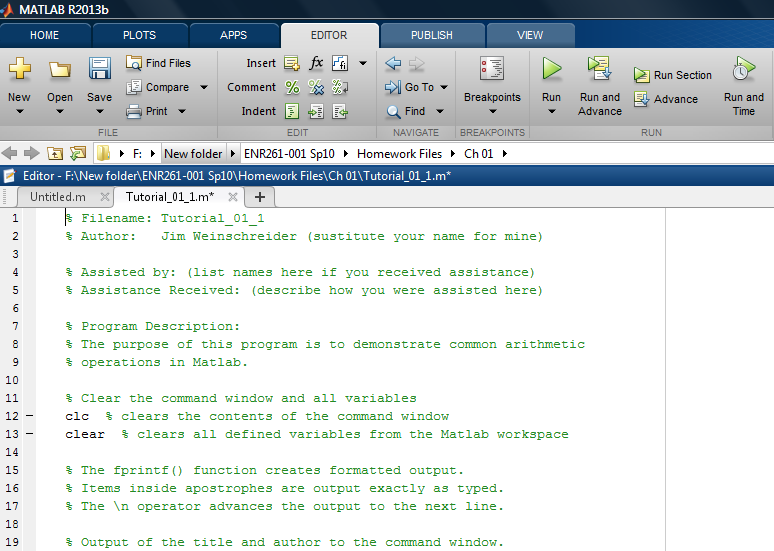 MATLAB R2013b
HOME PLOTS APPS EDITOR PUBLISH VIEW
New Open Save Find Files Compare Print
Insert fx fi
Comment % % %
Indent
Go To Find
Breakpoints
Run Run and Advance Run Section Advance Run and Time
FILE EDIT NAVIGATE BREAKPOINTS RUN
F: New folder ENR261-001 Sp10 Homework Files Ch 01
Editor - F:\New folder\ENR261-001 Sp10\Homework Files\Ch 01\Tutorial_01_1.m*
Untitled.m Tutorial_01_1.m* +
1 % Filename: Tutorial_01_1
2 % Author: Jim Weinschreider (sustitute your name for mine)
3
4 % Assisted by: (list names here if you received assistance)
5 % Assistance Received: (describe how you were assisted here)
6
7 % Program Description:
8 % The purpose of this program is to demonstrate common arithmetic
9 % operations in Matlab.
10
11 % Clear the command window and all variables
12 – clc % clears the contents of the command window
13 – clear % clears all defined variables from the Matlab workspace
14
15 % The fprintf() function creates formatted output.
16 % Items inside apostrophes are output exactly as typed.
17 % The \n operator advances the output to the next line.
18
19 % Output of the title and author to the command window.